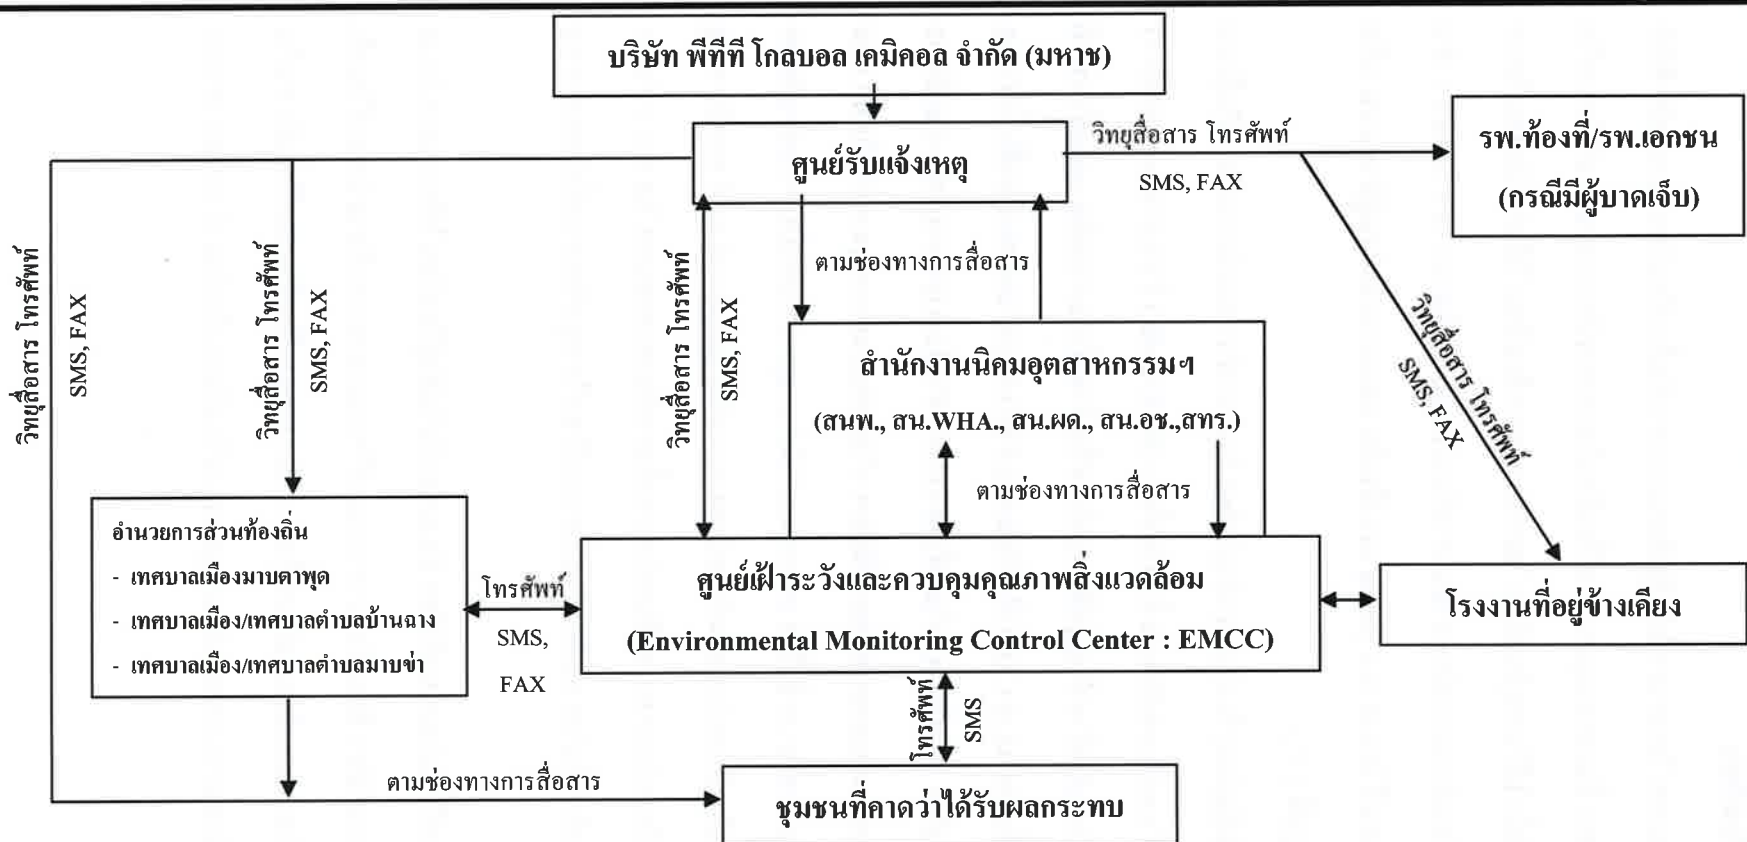 บริษัท พีทีที โกลบอล เคมิคอล จำกัด (มหาช)
ศูนย์รับแจ้งเหตุ
วิทยุสื่อสาร โทรศัพท์
SMS, FAX
รพ.ท้องที่/รพ.เอกชน
(กรณีมีผู้บาดเจ็บ)
วิทยุสื่อสาร โทรศัพท์
SMS, FAX
วิทยุสื่อสาร โทรศัพท์
SMS, FAX
วิทยุสื่อสาร โทรศัพท์
SMS, FAX
ตามช่องทางการสื่อสาร
วิทยุสื่อสาร โทรศัพท์
SMS, FAX
สำนักงานนิคมอุตสาหกรรมฯ
(สนพ., สน.WHA., สน.ผด., สน.อช.,สทร.)
ตามช่องทางการสื่อสาร
อำนวยการส่วนท้องถิ่น
- เทศบาลเมืองมาบตาพุด
- เทศบาลเมือง/เทศบาลตำบลบ้านฉาง
- เทศบาลเมือง/เทศบาลตำบลมาบข่า
โทรศัพท์
SMS,
FAX
ศูนย์เฝ้าระวังและควบคุมคุณภาพสิ่งแวดล้อม
(Environmental Monitoring Control Center : EMCC)
โรงงานที่อยู่ข้างเคียง
โทรศัพท์
SMS
ตามช่องทางการสื่อสาร
ชุมชนที่คาดว่าได้รับผลกระทบ